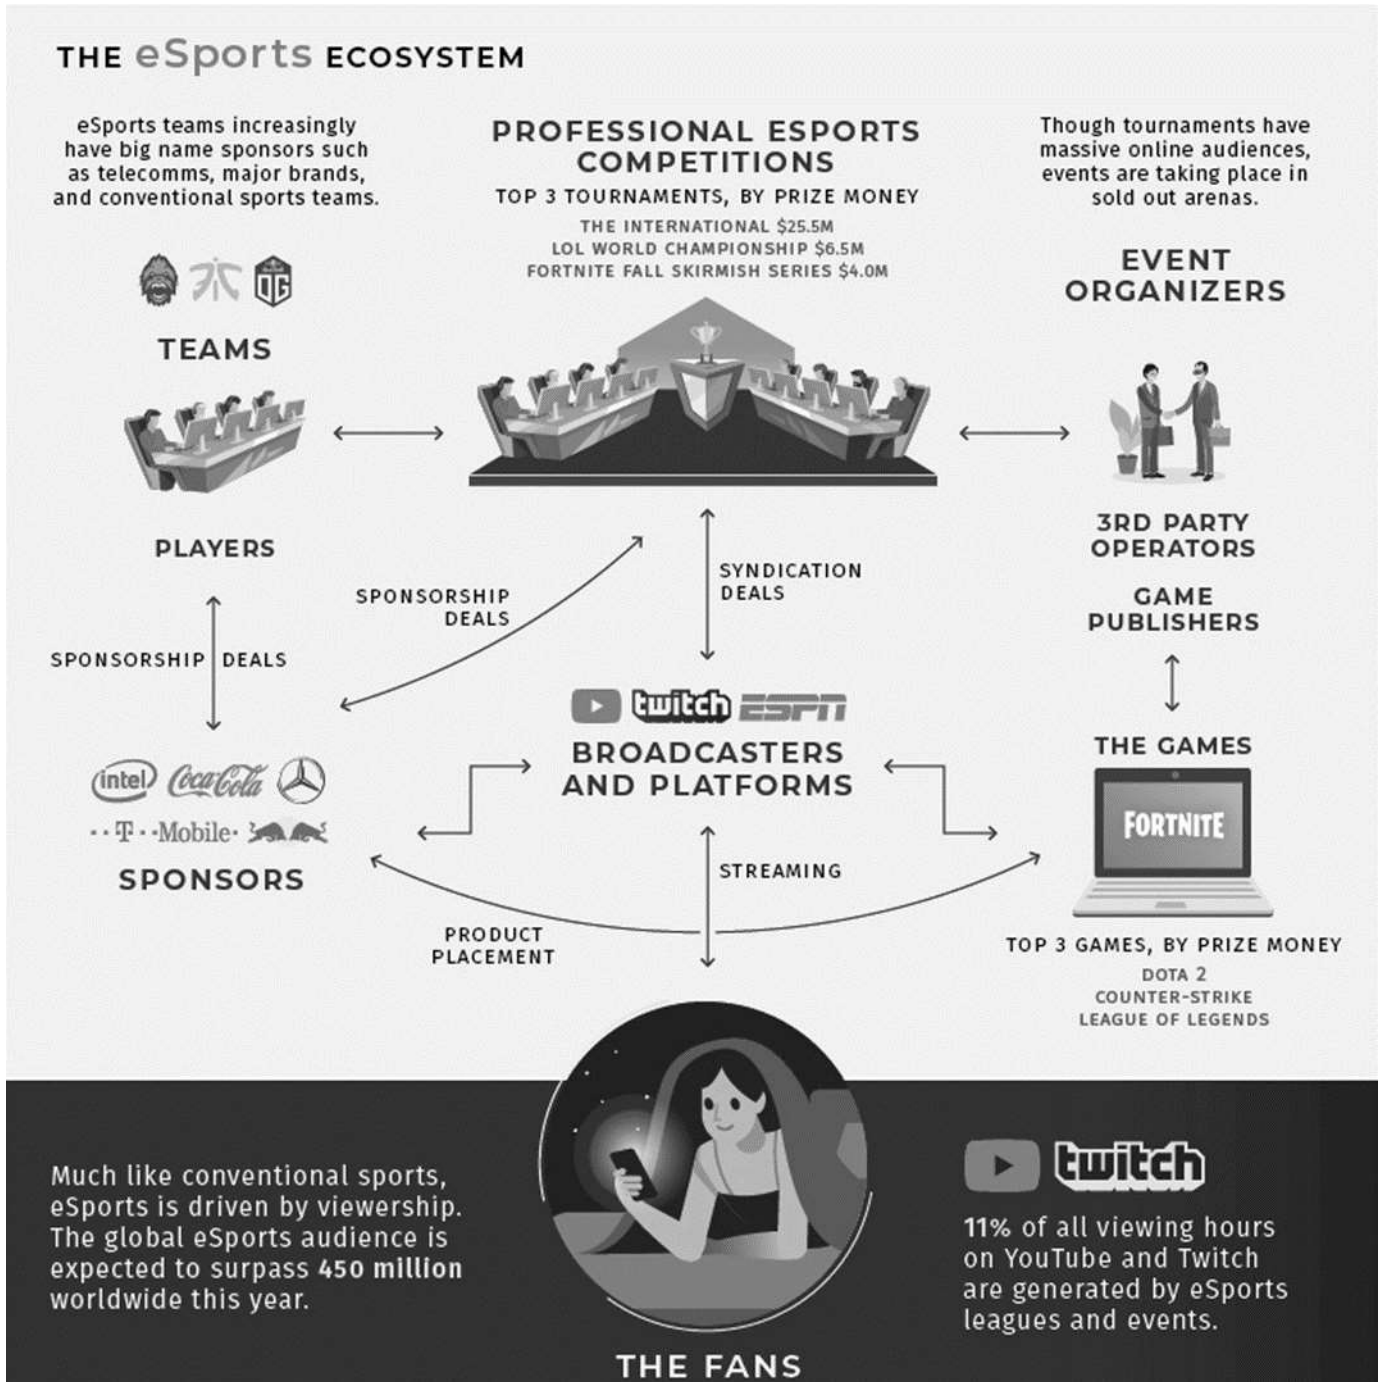 THE eSports ECOSYSTEM
eSports teams increasingly
have big name sponsors such
as telecomms, major brands,
and conventional sports teams.
OG
TEAMS
PLAYERS
PROFESSIONAL ESPORTS
COMPETITIONS
TOP 3 TOURNAMENTS, BY PRIZE MONEY
THE INTERNATIONAL $25.5M
LOL WORLD CHAMPIONSHIP $6.5M
FORTNITE FALL SKIRMISH SERIES $4.0M
Though tournaments have
massive online audiences,
events are taking place in
sold out arenas.
EVENT
ORGANIZERS
3RD PARTY
OPERATORS
GAME
PUBLISHERS
SPONSORSHIP
DEALS
SYNDICATION
DEALS
SPONSORSHIP DEALS
twitch ESPN
BROADCASTERS
AND PLATFORMS
THE GAMES
FORTNITE
intel Coca-Cola
T Mobile
SPONSORS
STREAMING
PRODUCT
PLACEMENT
TOP 3 GAMES, BY PRIZE MONEY
DOTA 2
COUNTER-STRIKE
LEAGUE OF LEGENDS
Much like conventional sports,
eSports is driven by viewership.
The global eSports audience is
expected to surpass 450 million
worldwide this year.
twitch
11% of all viewing hours
on YouTube and Twitch
are generated by eSports
leagues and events.
THE FANS